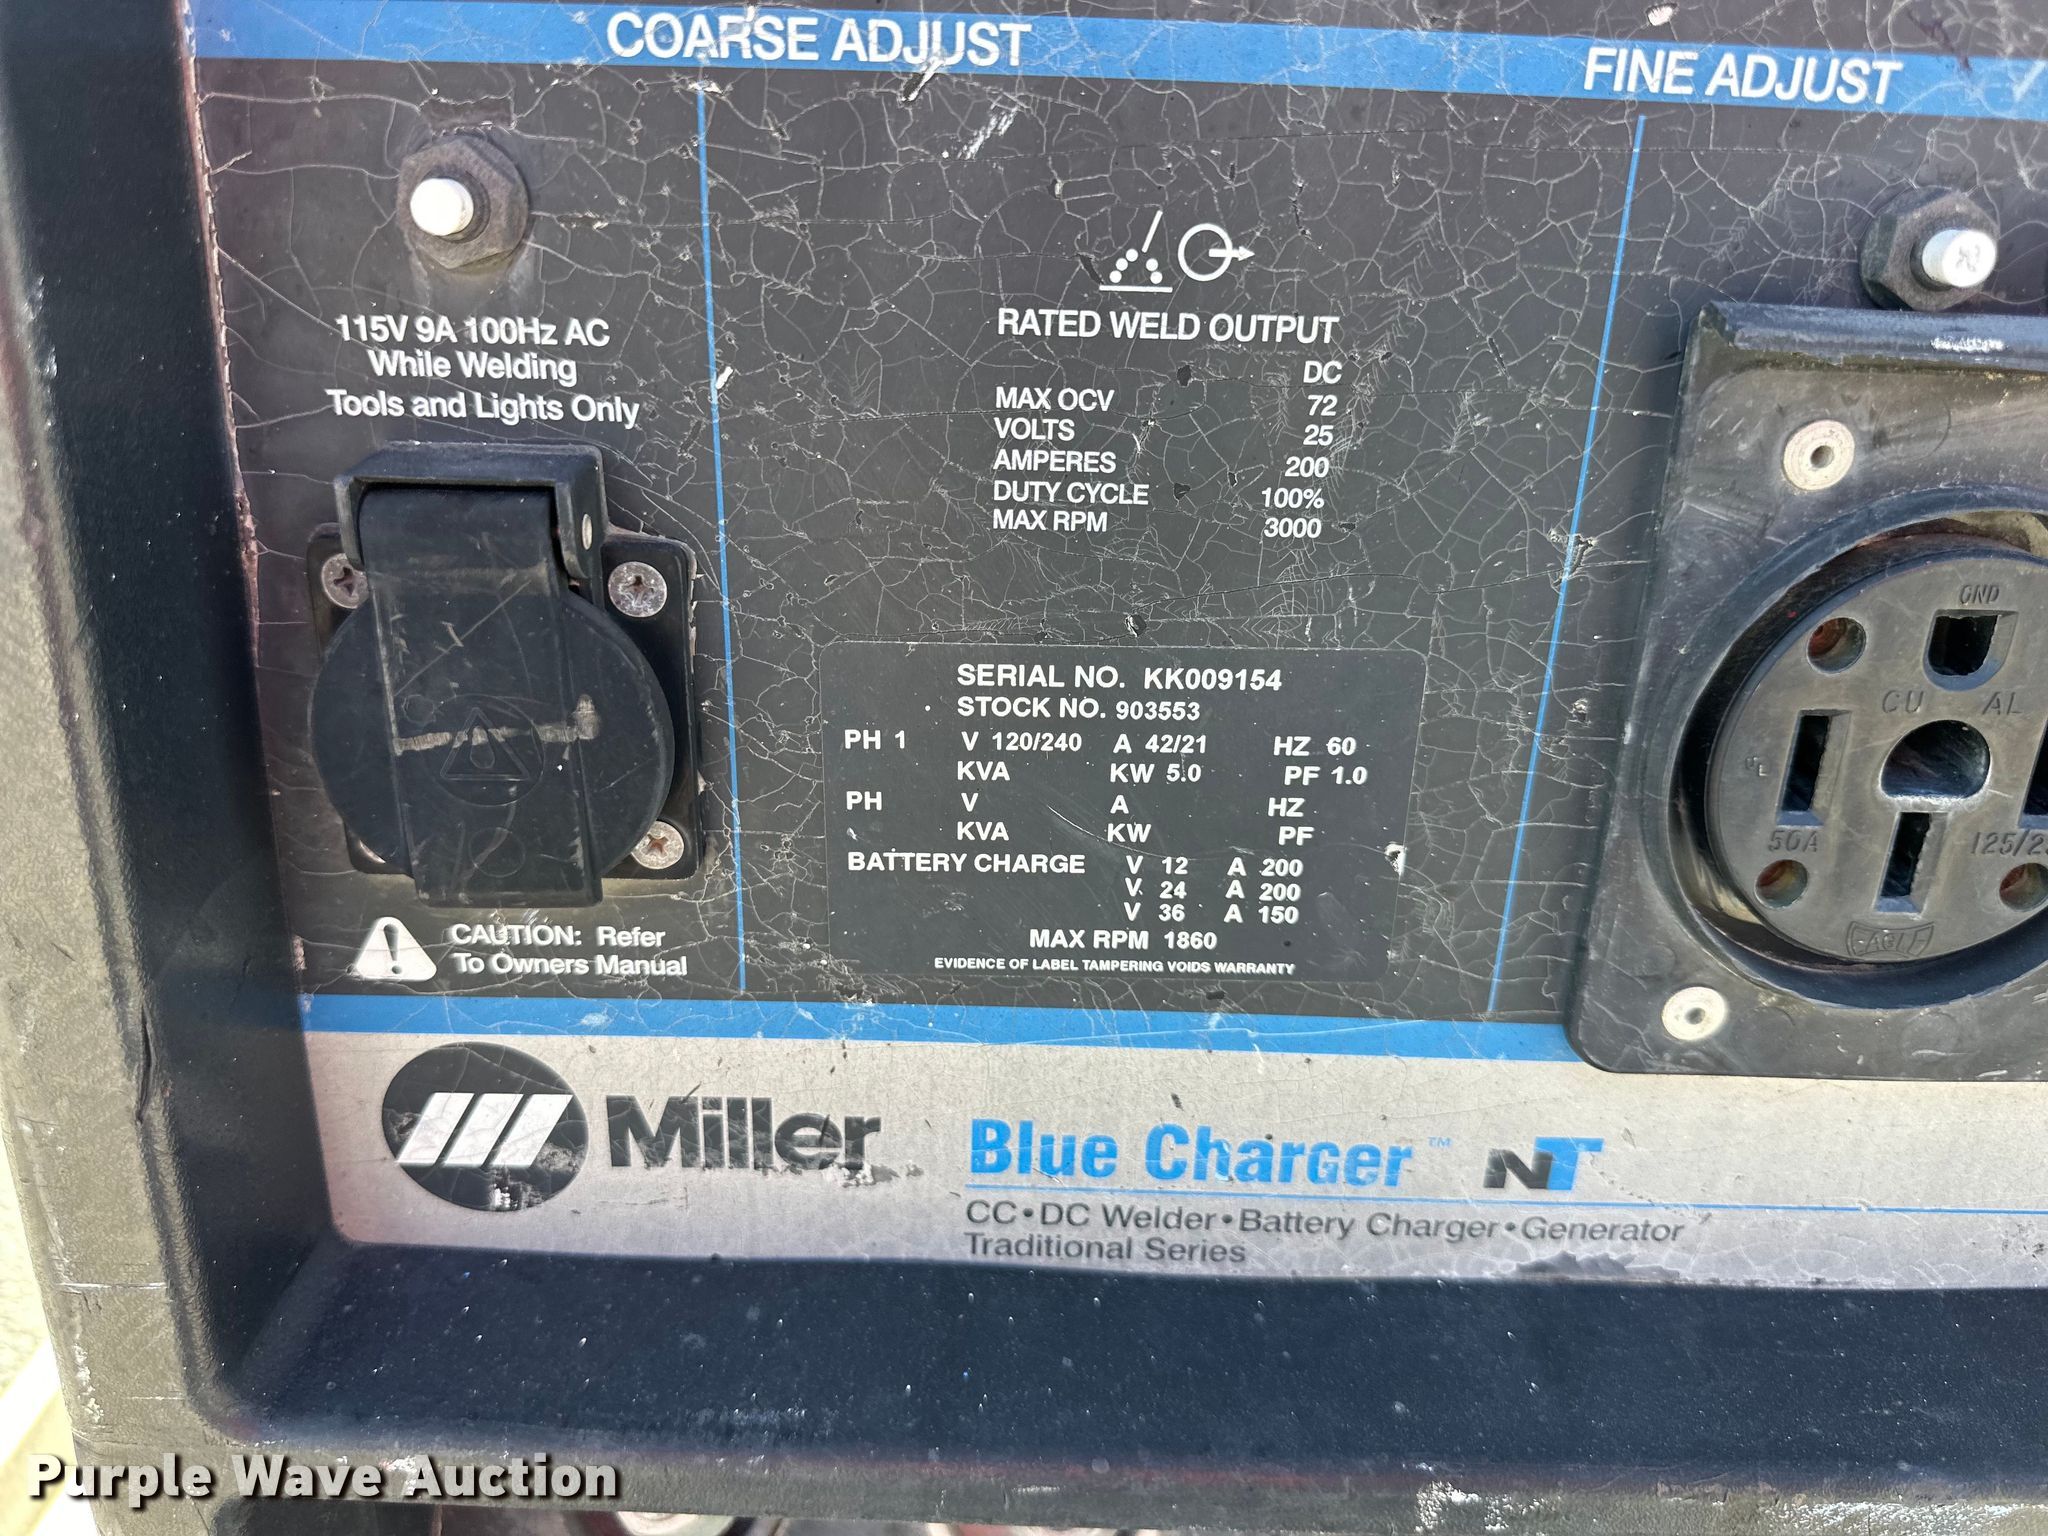 COARSE ADJUST
FINE ADJUST
115V 9A 100Hz AC
While Welding
Tools and Lights Only
RATED WELD OUTPUT
DC
MAX OCV 72
VOLTS 25
AMPERES 200
DUTY CYCLE 100%
MAX RPM 3000
GND
CU AL
50A
SERIAL NO. KK009154
STOCK NO. 903553
PH 1 V 120/240 A 42/21 HZ 60
KVA KW 5.0 PF 1.0
PH V A HZ
KVA KW PF
BATTERY CHARGE V 12 A 200
V 24 A 200
V 36 A 150
MAX RPM 1860
EVIDENCE OF LABEL TAMPERING VOIDS WARRANTY
CAUTION: Refer
To Owners Manual
Miller
Blue Charger™ NT
CC•DC Welder•Battery Charger•Generator
Traditional Series
Purple Wave Auction